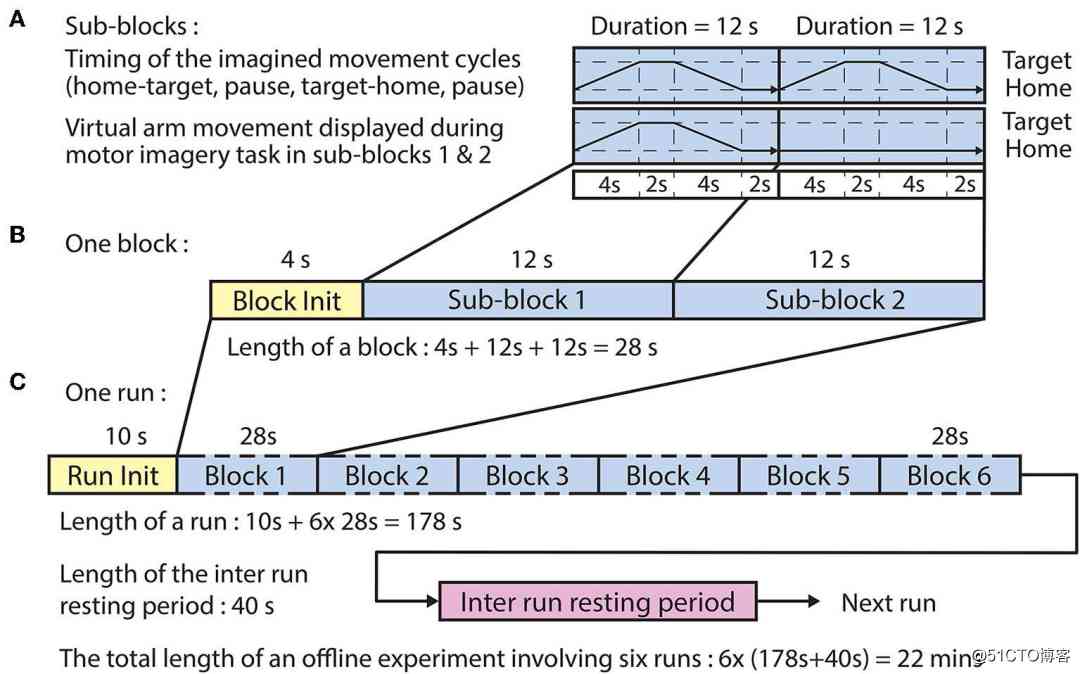 A
Sub-blocks :
Duration = 12 s
Duration = 12 s
Timing of the imagined movement cycles
(home-target, pause, target-home, pause)
Target
Home
Virtual arm movement displayed during
motor imagery task in sub-blocks 1 & 2
Target
Home
4s 2s 4s 2s 4s 2s 4s 2s
B
One block :
4 s
12 s
12 s
Block Init
Sub-block 1
Sub-block 2
Length of a block : 4s + 12s + 12s = 28 s
C
One run :
10 s
28s
28s
Run Init
Block 1
Block 2
Block 3
Block 4
Block 5
Block 6
Length of a run : 10s + 6x 28s = 178 s
Length of the inter run
resting period : 40 s
Inter run resting period
Next run
The total length of an offline experiment involving six runs : 6x (178s+40s) = 22 mins
@51CTO博客